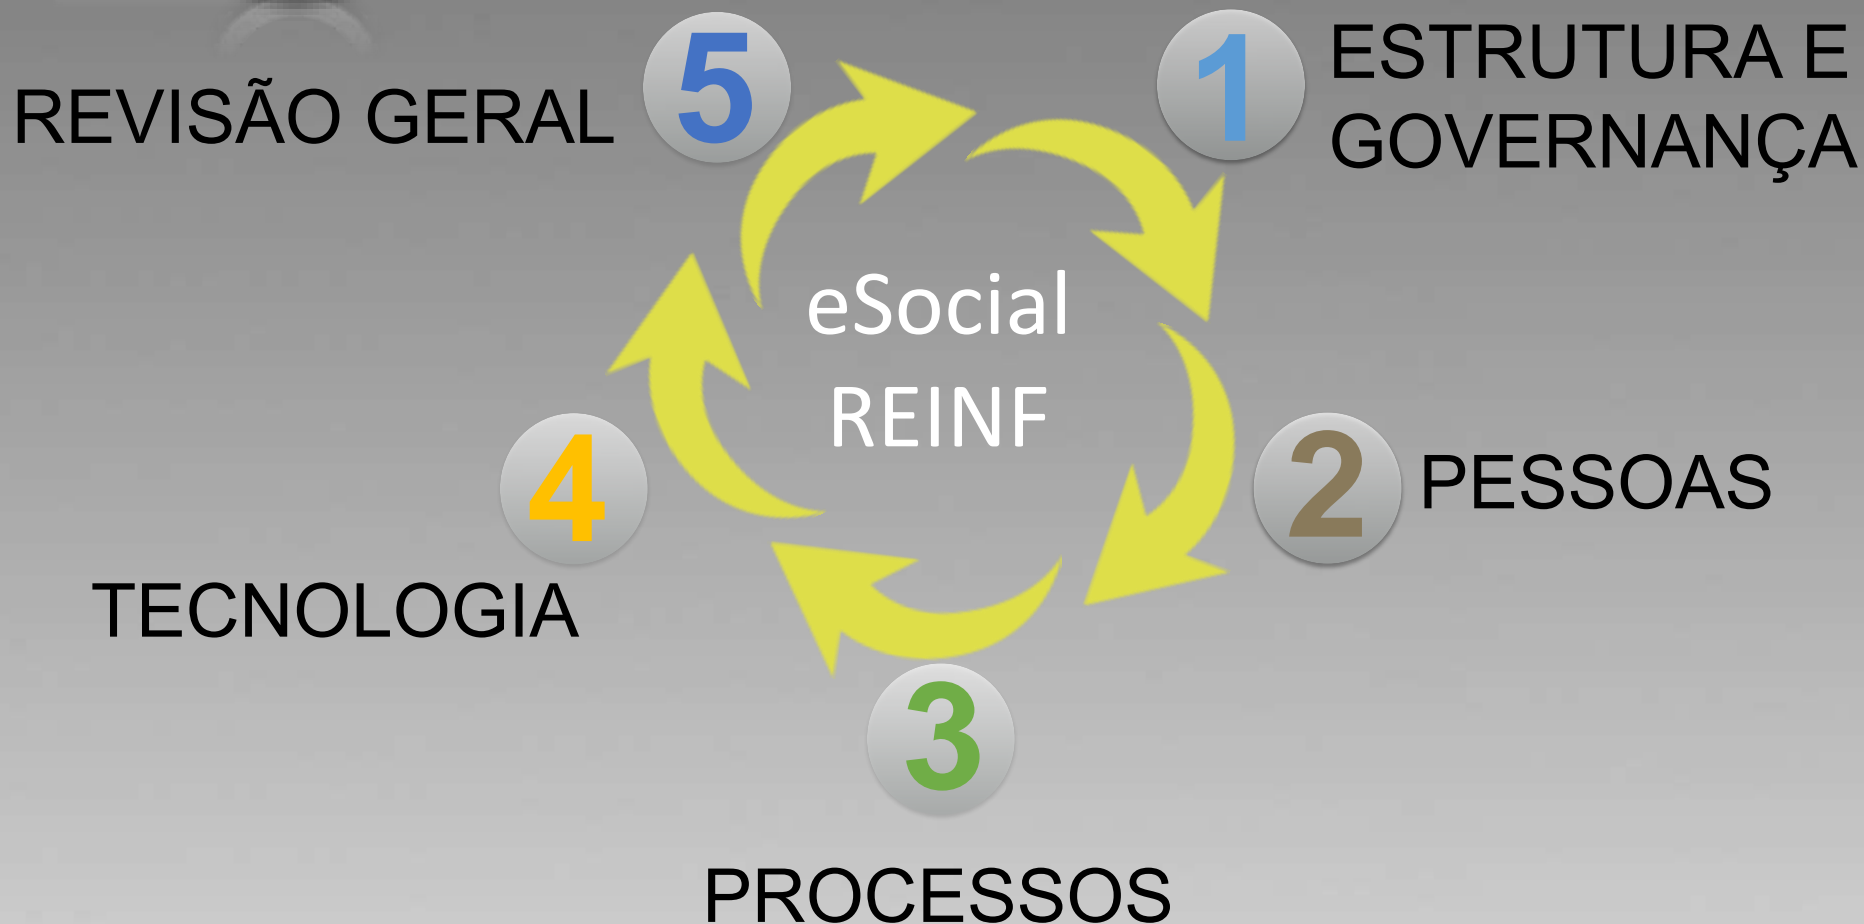 5
REVISÃO GERAL
1
ESTRUTURA E
GOVERNANÇA
eSocial
REINF
4
TECNOLOGIA
2
PESSOAS
3
PROCESSOS